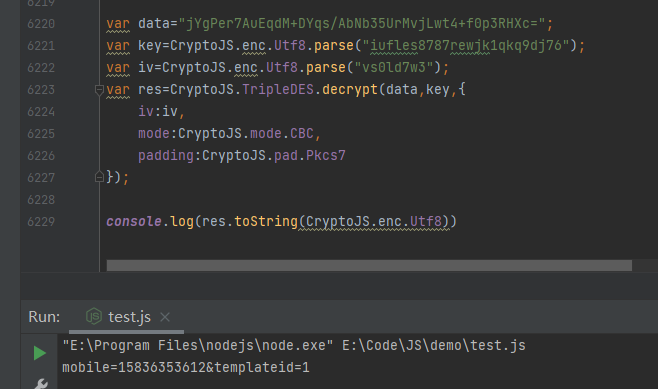 6219
6220 var data="jYgPer7AuEqdM+DYqs/AbNb35UrMvjLwt4+f0p3RHXc=";
6221 var key=CryptoJS.enc.Utf8.parse("iufles8787rewjk1qkq9dj76");
6222 var iv=CryptoJS.enc.Utf8.parse("vs0ld7w3");
6223 var res=CryptoJS.TripleDES.decrypt(data,key,{
6224 iv:iv,
6225 mode:CryptoJS.mode.CBC,
6226 padding:CryptoJS.pad.Pkcs7
6227 });
6228
6229 console.log(res.toString(CryptoJS.enc.Utf8))
Run: test.js
"E:\Program Files\nodejs\node.exe" E:\Code\JS\demo\test.js
mobile=15836353612&templateid=1